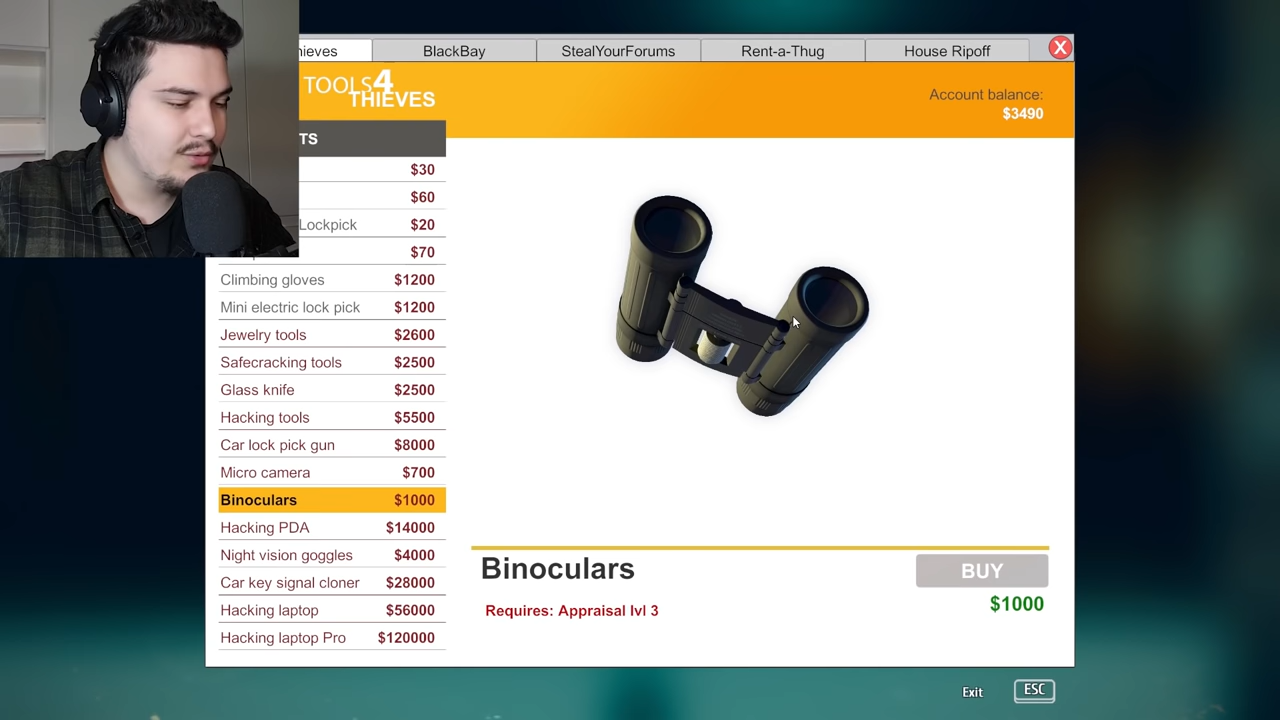 hieves BlackBay StealYourForums Rent-a-Thug House Ripoff X
TOOLS4
THIEVES
Account balance:
$3490
TS
$30
$60
Lockpick $20
$70
Climbing gloves $1200
Mini electric lock pick $1200
Jewelry tools $2600
Safecracking tools $2500
Glass knife $2500
Hacking tools $5500
Car lock pick gun $8000
Micro camera $700
Binoculars $1000
Hacking PDA $14000
Night vision goggles $4000
Car key signal cloner $28000
Hacking laptop $56000
Hacking laptop Pro $120000
Binoculars
BUY
Requires: Appraisal lvl 3
$1000
Exit ESC